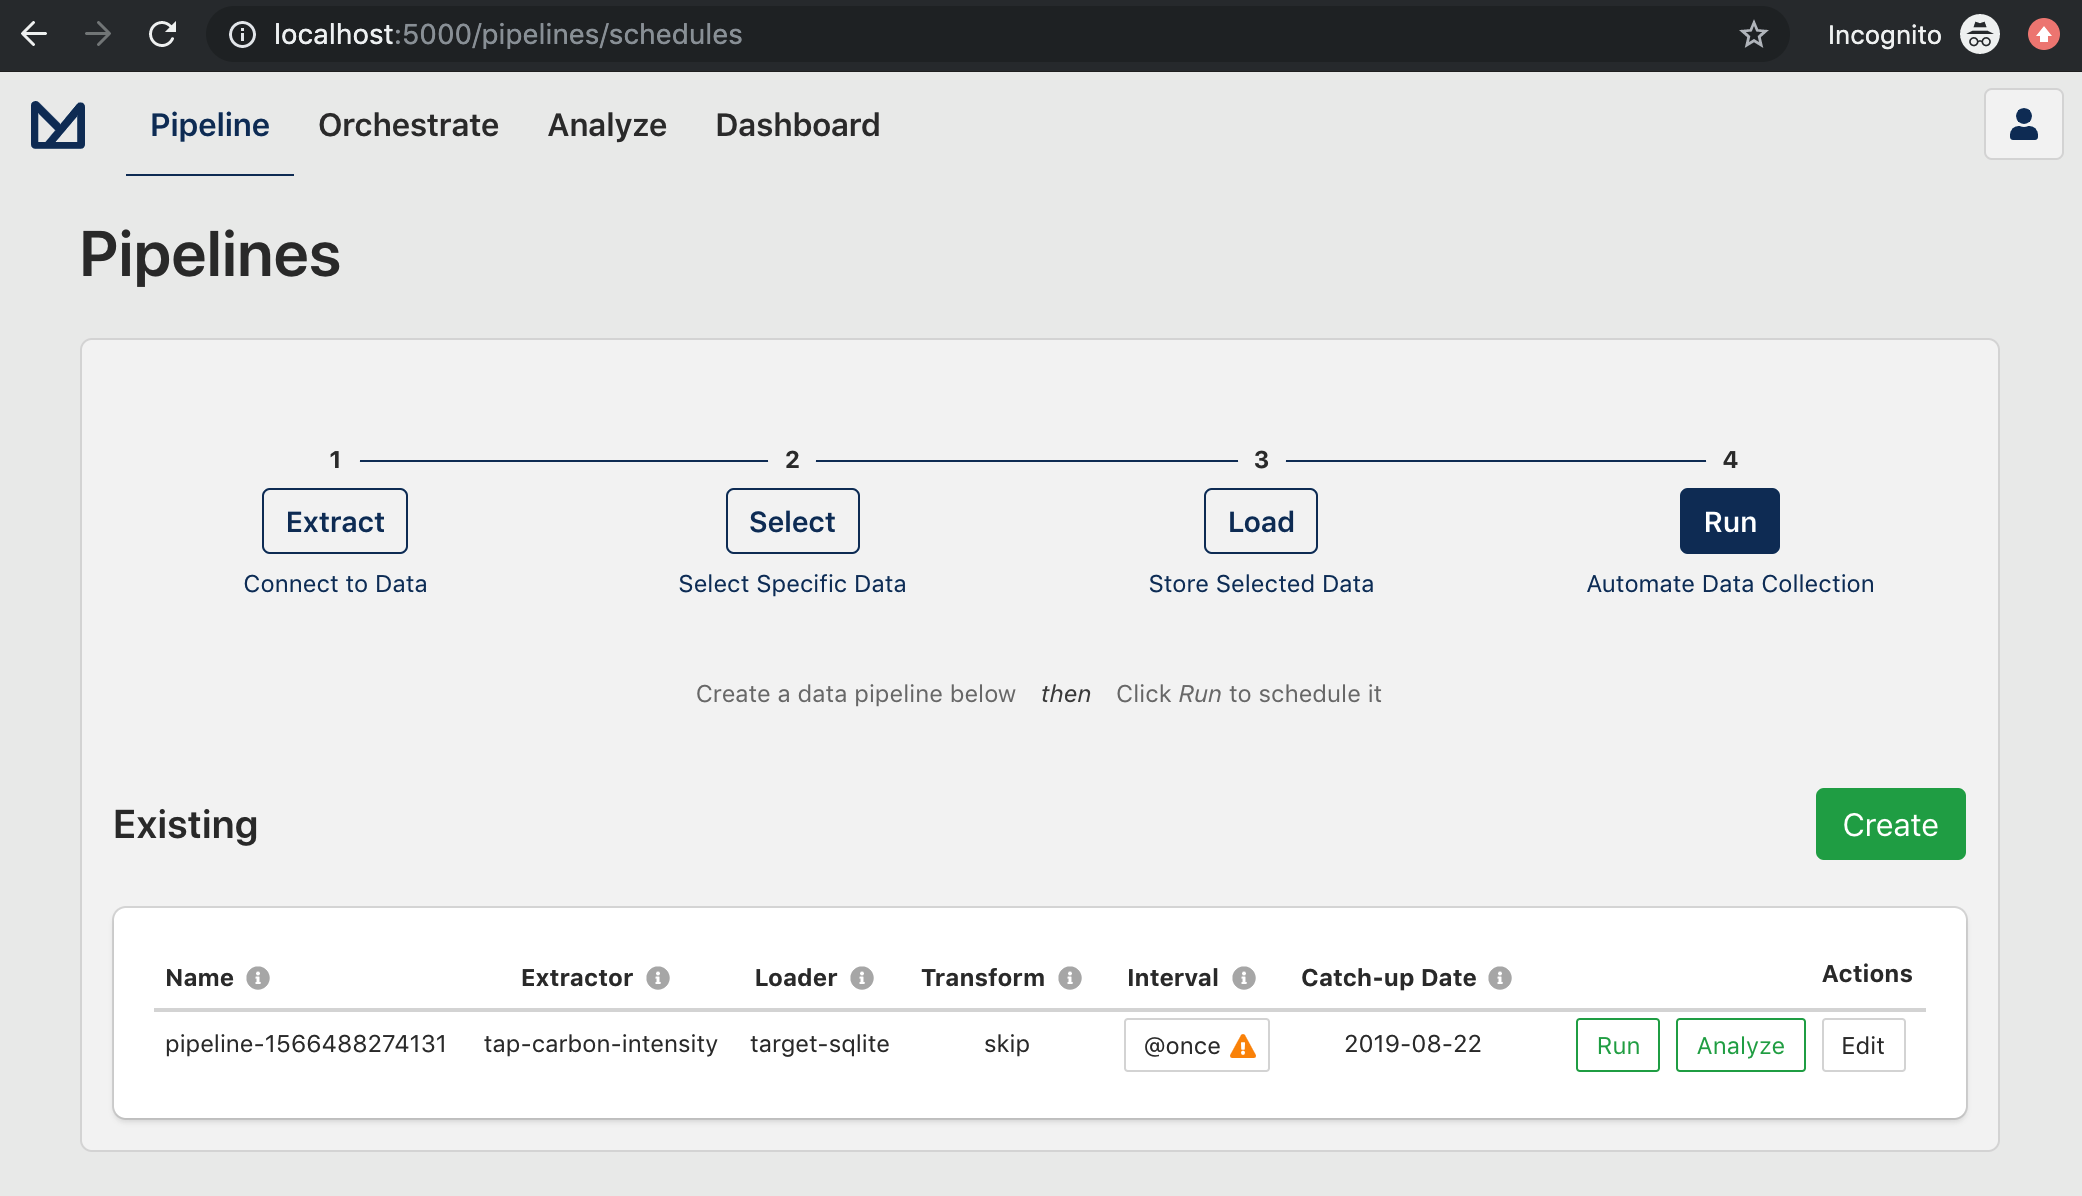 localhost:5000/pipelines/schedules
Incognito
Pipeline Orchestrate Analyze Dashboard
Pipelines
1 2 3 4
Extract Select Load Run
Connect to Data Select Specific Data Store Selected Data Automate Data Collection
Create a data pipeline below then Click Run to schedule it
Existing
Create
Name Extractor Loader Transform Interval Catch-up Date Actions
pipeline-1566488274131 tap-carbon-intensity target-sqlite skip @once 2019-08-22 Run Analyze Edit